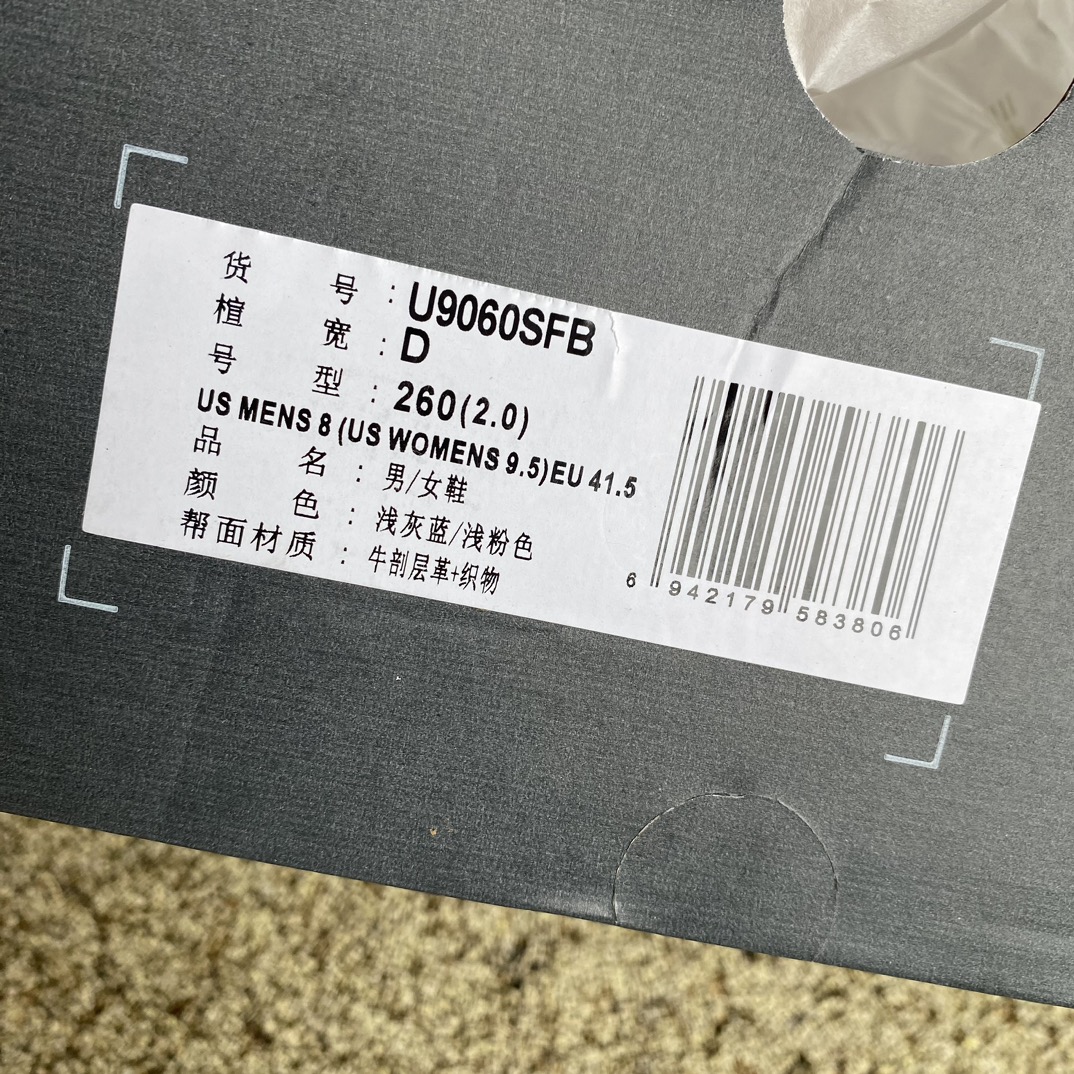 货号：U9060SFB
楦宽：D
号型：260(2.0)
US MENS 8 (US WOMENS 9.5) EU 41.5
品名：男/女鞋
颜色：浅灰蓝/浅粉色
帮面材质：牛剖层革+织物
6 942179 583806